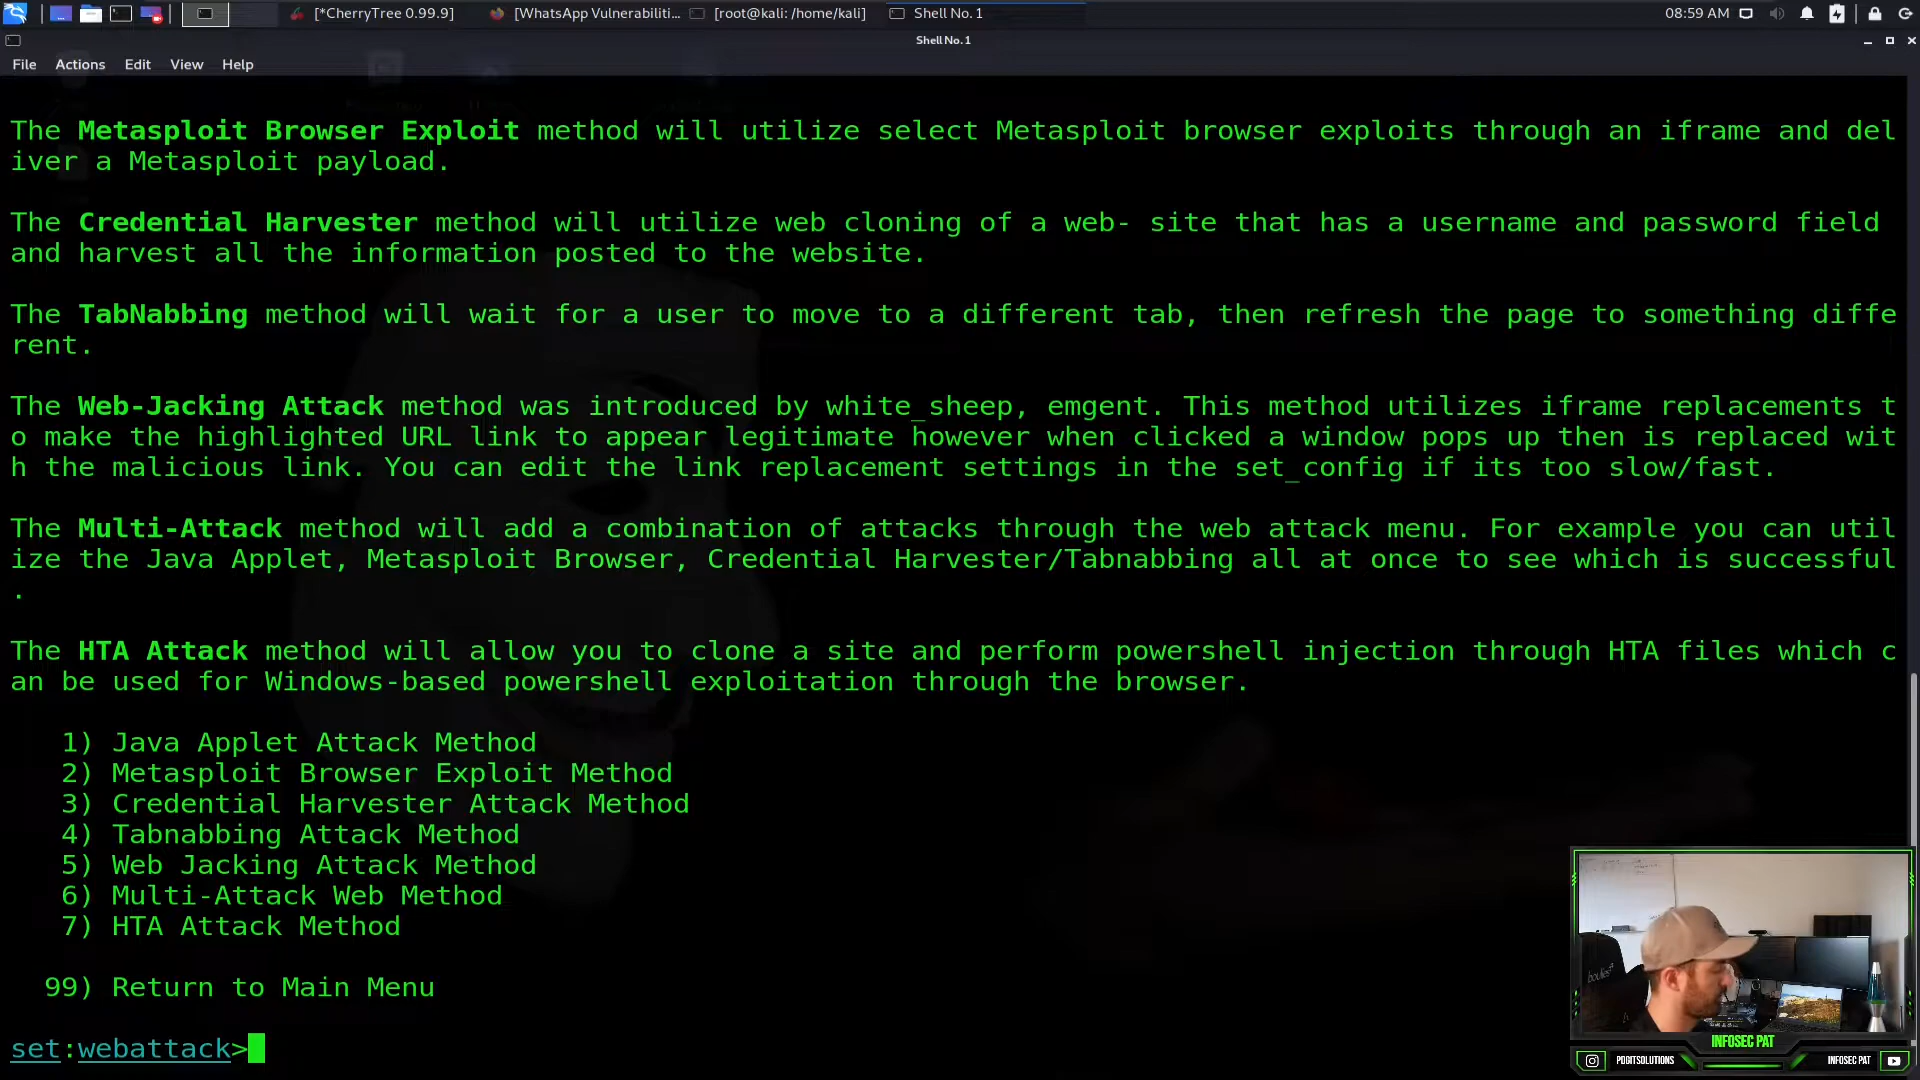 [*CherryTree 0.99.9]
[WhatsApp Vulnerabiliti...
[root@kali: /home/kali]
Shell No. 1
08:59 AM
Shell No.1
File Actions Edit View Help
The Metasploit Browser Exploit method will utilize select Metasploit browser exploits through an iframe and del
iver a Metasploit payload.
The Credential Harvester method will utilize web cloning of a web- site that has a username and password field
and harvest all the information posted to the website.
The TabNabbing method will wait for a user to move to a different tab, then refresh the page to something diffe
rent.
The Web-Jacking Attack method was introduced by white_sheep, emgent. This method utilizes iframe replacements t
o make the highlighted URL link to appear legitimate however when clicked a window pops up then is replaced wit
h the malicious link. You can edit the link replacement settings in the set_config if its too slow/fast.
The Multi-Attack method will add a combination of attacks through the web attack menu. For example you can util
ize the Java Applet, Metasploit Browser, Credential Harvester/Tabnabbing all at once to see which is successful
.
The HTA Attack method will allow you to clone a site and perform powershell injection through HTA files which c
an be used for Windows-based powershell exploitation through the browser.
1) Java Applet Attack Method
2) Metasploit Browser Exploit Method
3) Credential Harvester Attack Method
4) Tabnabbing Attack Method
5) Web Jacking Attack Method
6) Multi-Attack Web Method
7) HTA Attack Method
99) Return to Main Menu
set:webattack>
INFOSEC PAT
PDGITSOLUTIONS
INFOSEC PAT